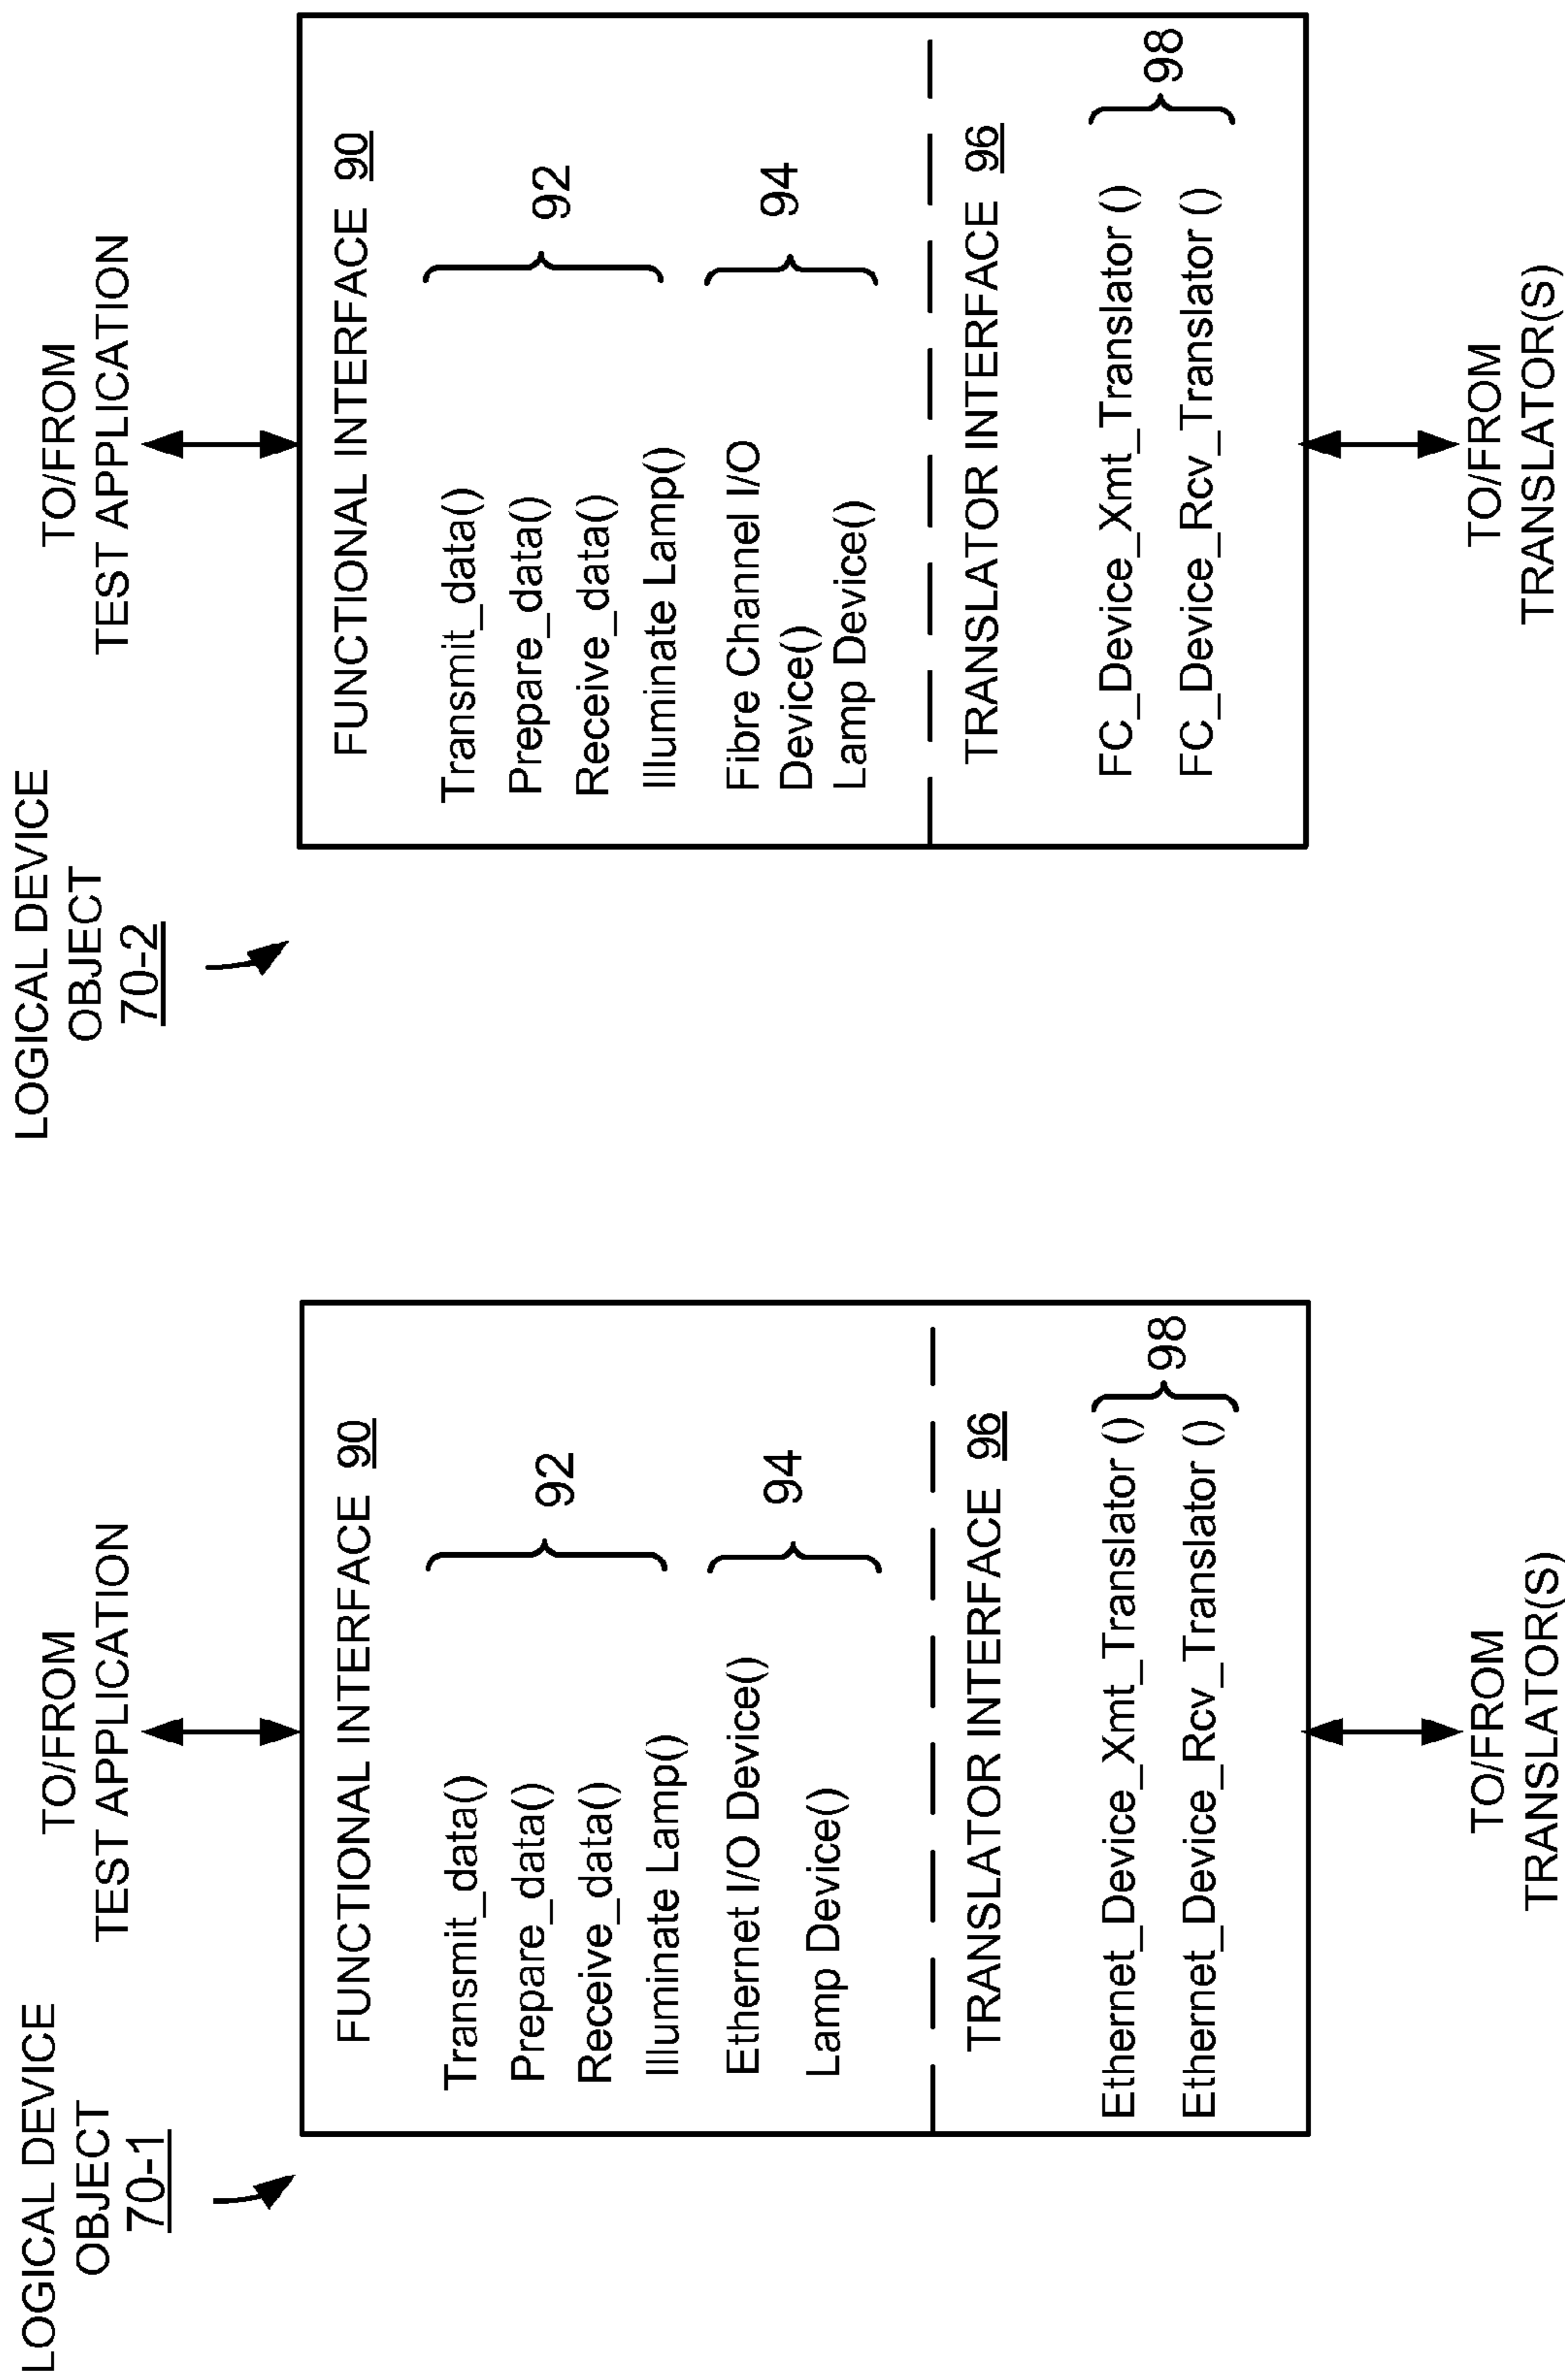 LOGICAL DEVICE
OBJECT
70-1
TO/FROM
TEST APPLICATION
FUNCTIONAL INTERFACE 90
Transmit_data()
Prepare_data()
Receive_data()
Illuminate Lamp()
92
Ethernet I/O Device()
Lamp Device()
94
TRANSLATOR INTERFACE 96
Ethernet_Device_Xmt_Translator ()
Ethernet_Device_Rcv_Translator ()
98
TO/FROM
TRANSLATOR(S)
LOGICAL DEVICE
OBJECT
70-2
TO/FROM
TEST APPLICATION
FUNCTIONAL INTERFACE 90
Transmit_data()
Prepare_data()
Receive_data()
Illuminate Lamp()
92
Fibre Channel I/O
Device()
Lamp Device()
94
TRANSLATOR INTERFACE 96
FC_Device_Xmt_Translator ()
FC_Device_Rcv_Translator ()
98
TO/FROM
TRANSLATOR(S)